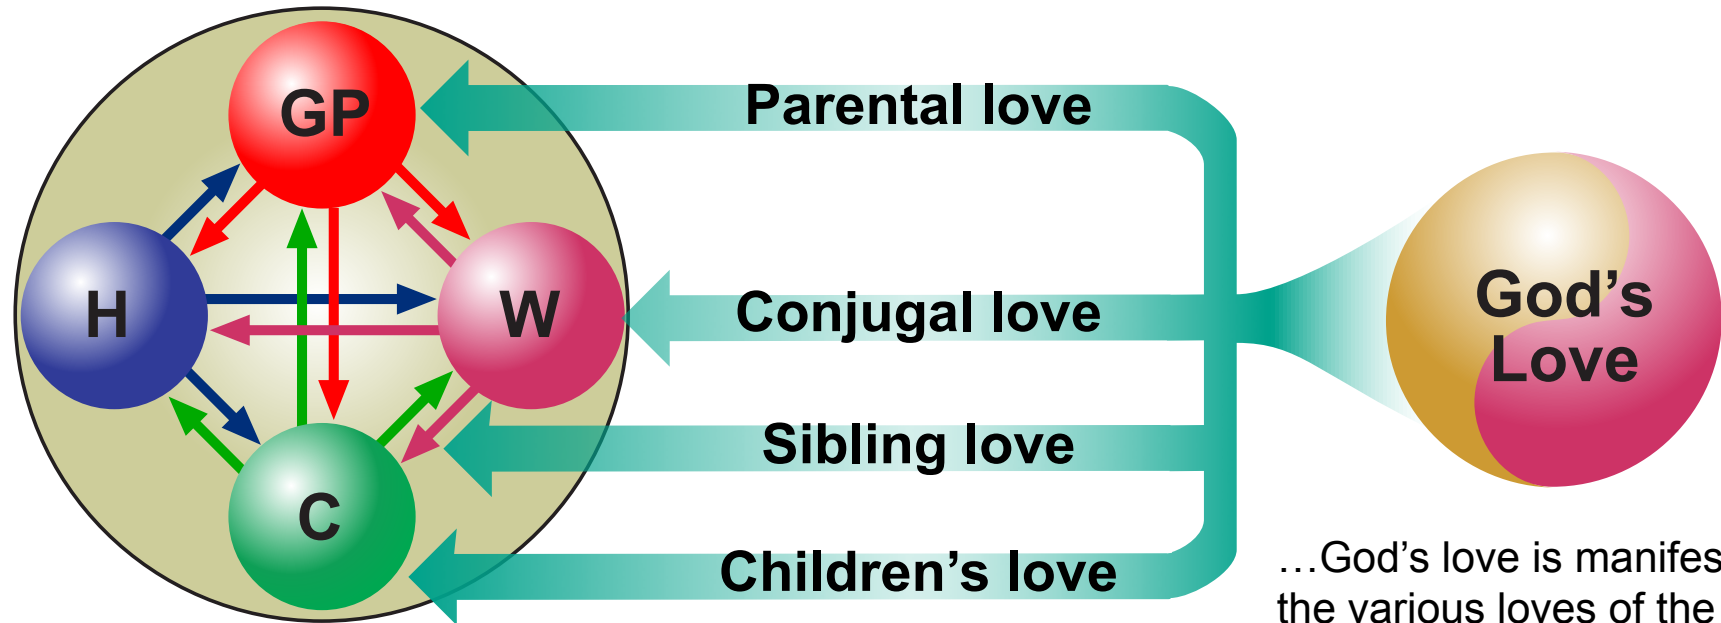 GP
Parental love
H
W
Conjugal love
God’s
Love
Sibling love
C
Children’s love
…God’s love is manifes
the various loves of the